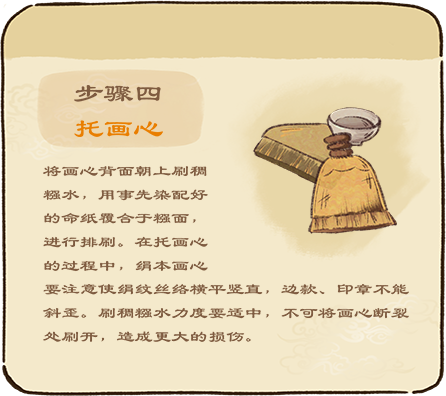 步骤四
托画心
将画心背面朝上刷稠
糨水，用事先染配好
的命纸覆合于糨面，
进行排刷。在托画心
的过程中，绢本画心
要注意使绢纹丝络横平竖直，边款、印章不能
斜歪。刷稠糨水力度要适中，不可将画心断裂
处刷开，造成更大的损伤。